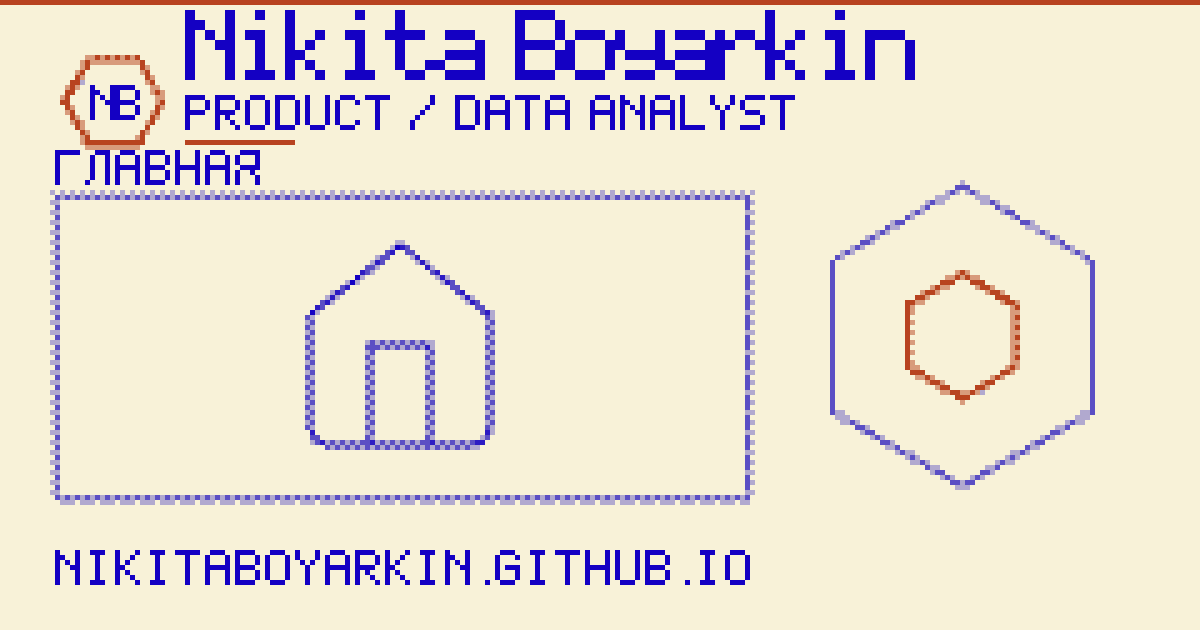 Nikita Boyarkin
NB
PRODUCT / DATA ANALYST
ГЛАВНАЯ
NIKITABOYARKIN.GITHUB.IO